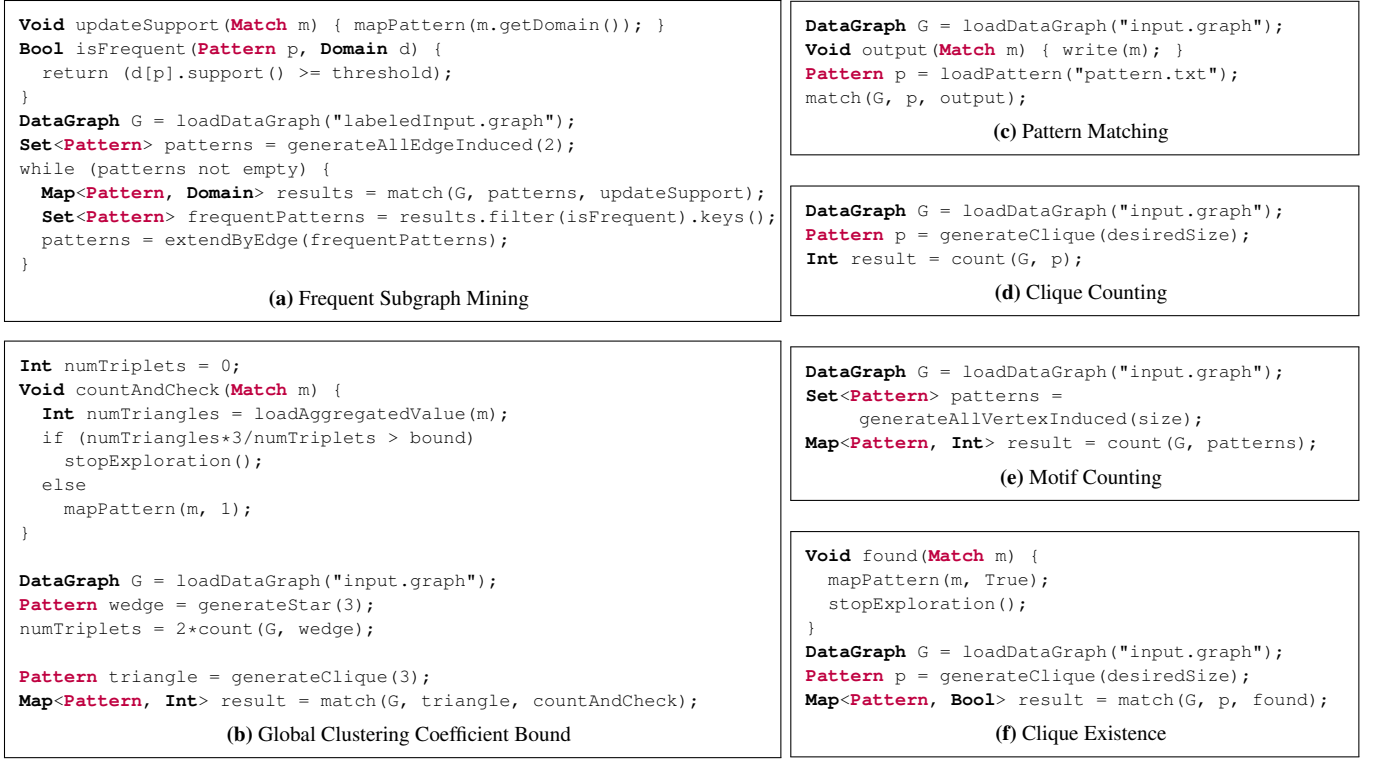 Void updateSupport(Match m) { mapPattern(m.getDomain()); }
Bool isFrequent(Pattern p, Domain d) {
  return (d[p].support() >= threshold);
}
DataGraph G = loadDataGraph("labeledInput.graph");
Set<Pattern> patterns = generateAllEdgeInduced(2);
while (patterns not empty) {
  Map<Pattern, Domain> results = match(G, patterns, updateSupport);
  Set<Pattern> frequentPatterns = results.filter(isFrequent).keys();
  patterns = extendByEdge(frequentPatterns);
}
(a) Frequent Subgraph Mining
Int numTriplets = 0;
Void countAndCheck(Match m) {
  Int numTriangles = loadAggregatedValue(m);
  if (numTriangles*3/numTriplets > bound)
    stopExploration();
  else
    mapPattern(m, 1);
}
DataGraph G = loadDataGraph("input.graph");
Pattern wedge = generateStar(3);
numTriplets = 2*count(G, wedge);
Pattern triangle = generateClique(3);
Map<Pattern, Int> result = match(G, triangle, countAndCheck);
(b) Global Clustering Coefficient Bound
DataGraph G = loadDataGraph("input.graph");
Void output(Match m) { write(m); }
Pattern p = loadPattern("pattern.txt");
match(G, p, output);
(c) Pattern Matching
DataGraph G = loadDataGraph("input.graph");
Pattern p = generateClique(desiredSize);
Int result = count(G, p);
(d) Clique Counting
DataGraph G = loadDataGraph("input.graph");
Set<Pattern> patterns =
     generateAllVertexInduced(size);
Map<Pattern, Int> result = count(G, patterns);
(e) Motif Counting
Void found(Match m) {
  mapPattern(m, True);
  stopExploration();
}
DataGraph G = loadDataGraph("input.graph");
Pattern p = generateClique(desiredSize);
Map<Pattern, Bool> result = match(G, p, found);
(f) Clique Existence